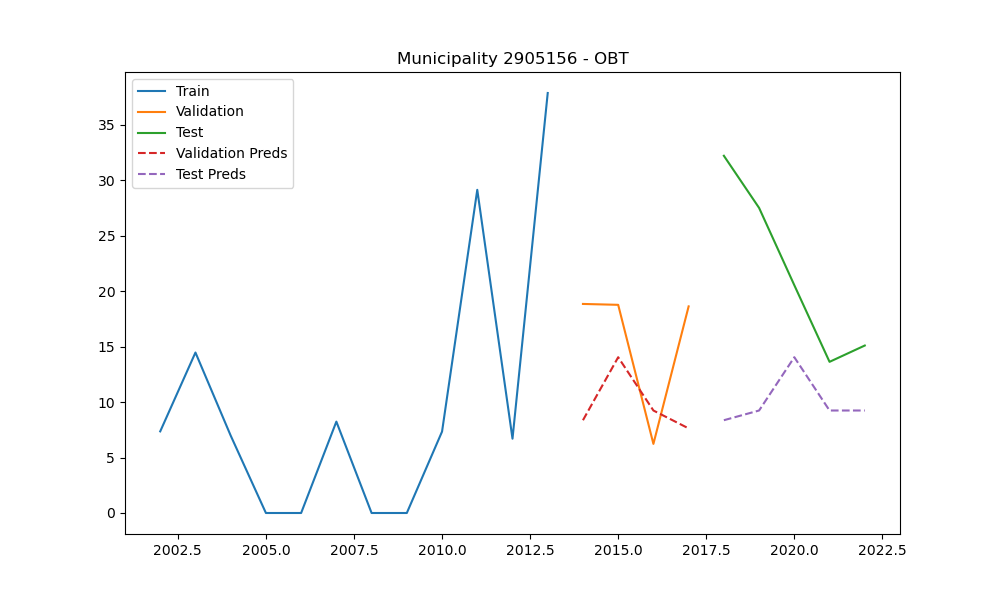 Municipality 2905156 - OBT
Train
Validation
Test
Validation Preds
Test Preds
35
30
25
20
15
10
5
0
2002.5 2005.0 2007.5 2010.0 2012.5 2015.0 2017.5 2020.0 2022.5